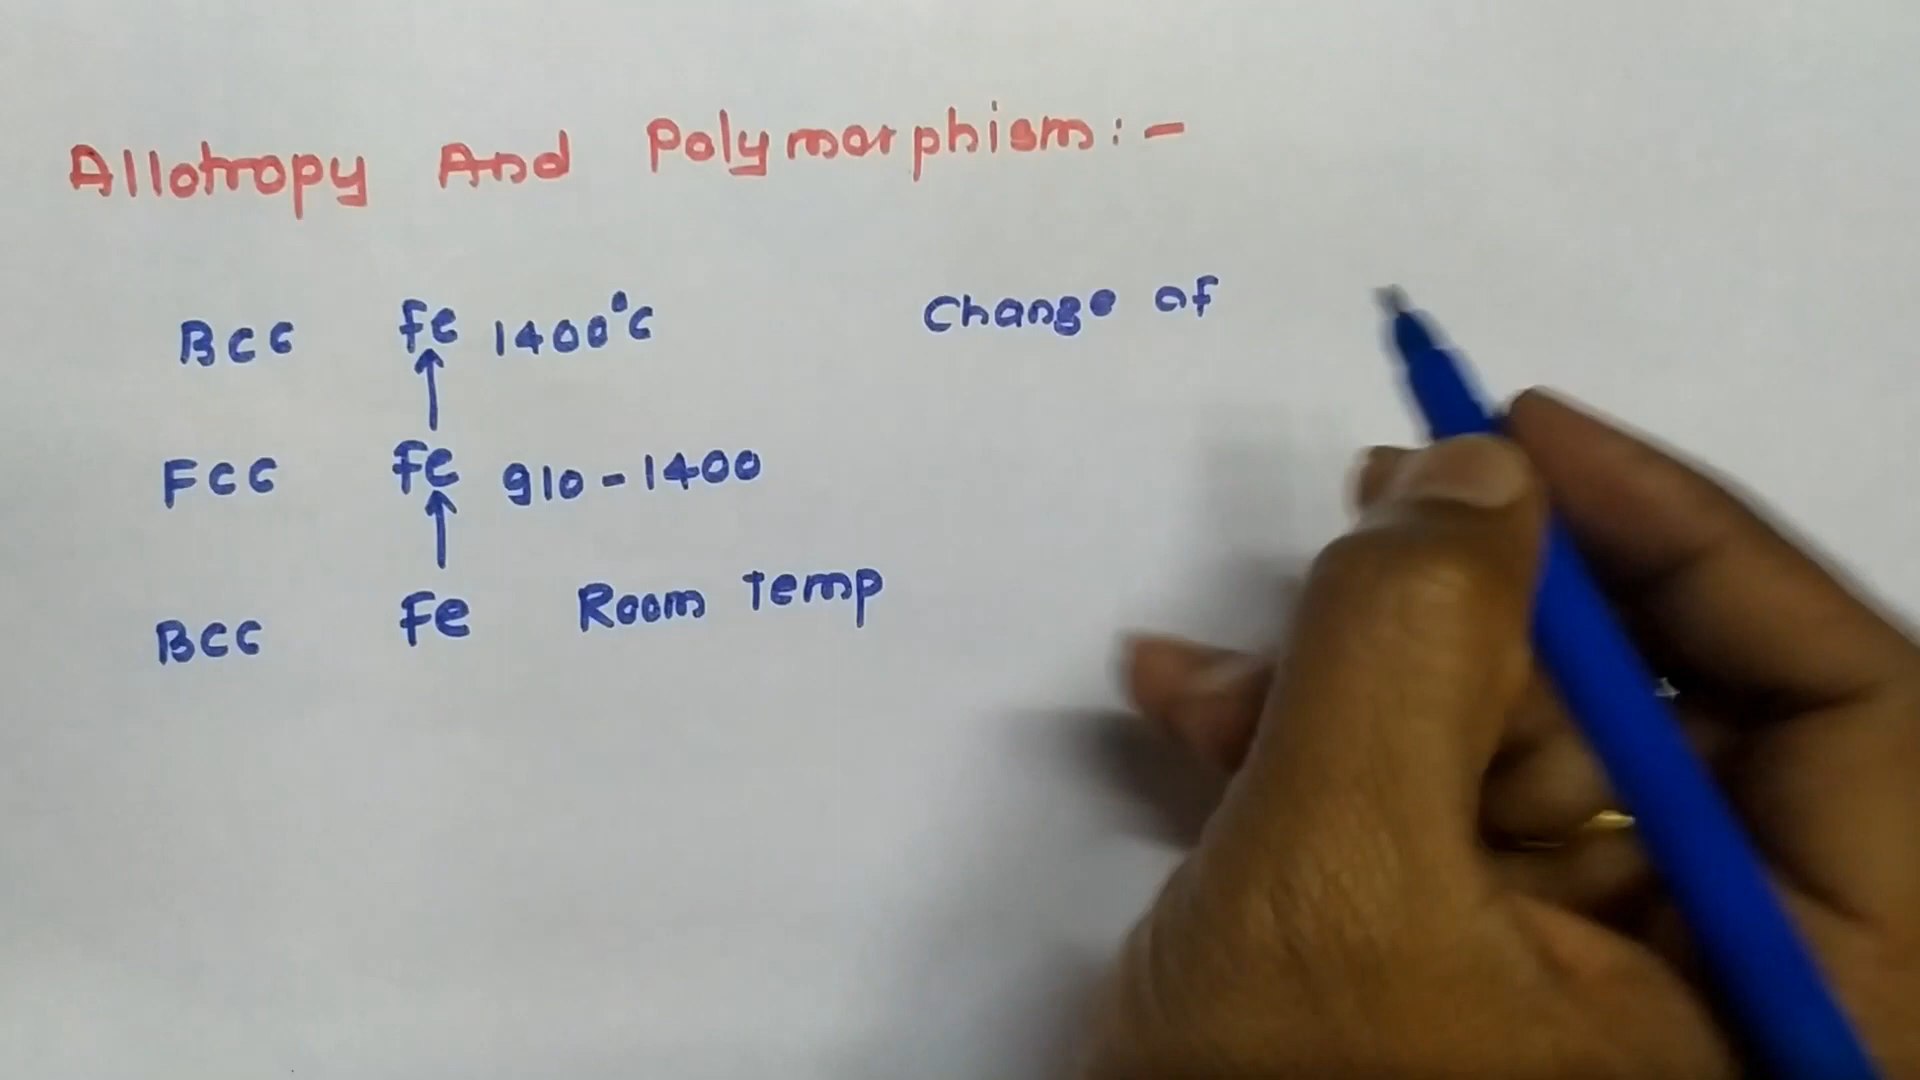 Allotropy And Polymorphism:-
BCC Fe 1400°C Change of
FCC Fe 910-1400
BCC Fe Room Temp